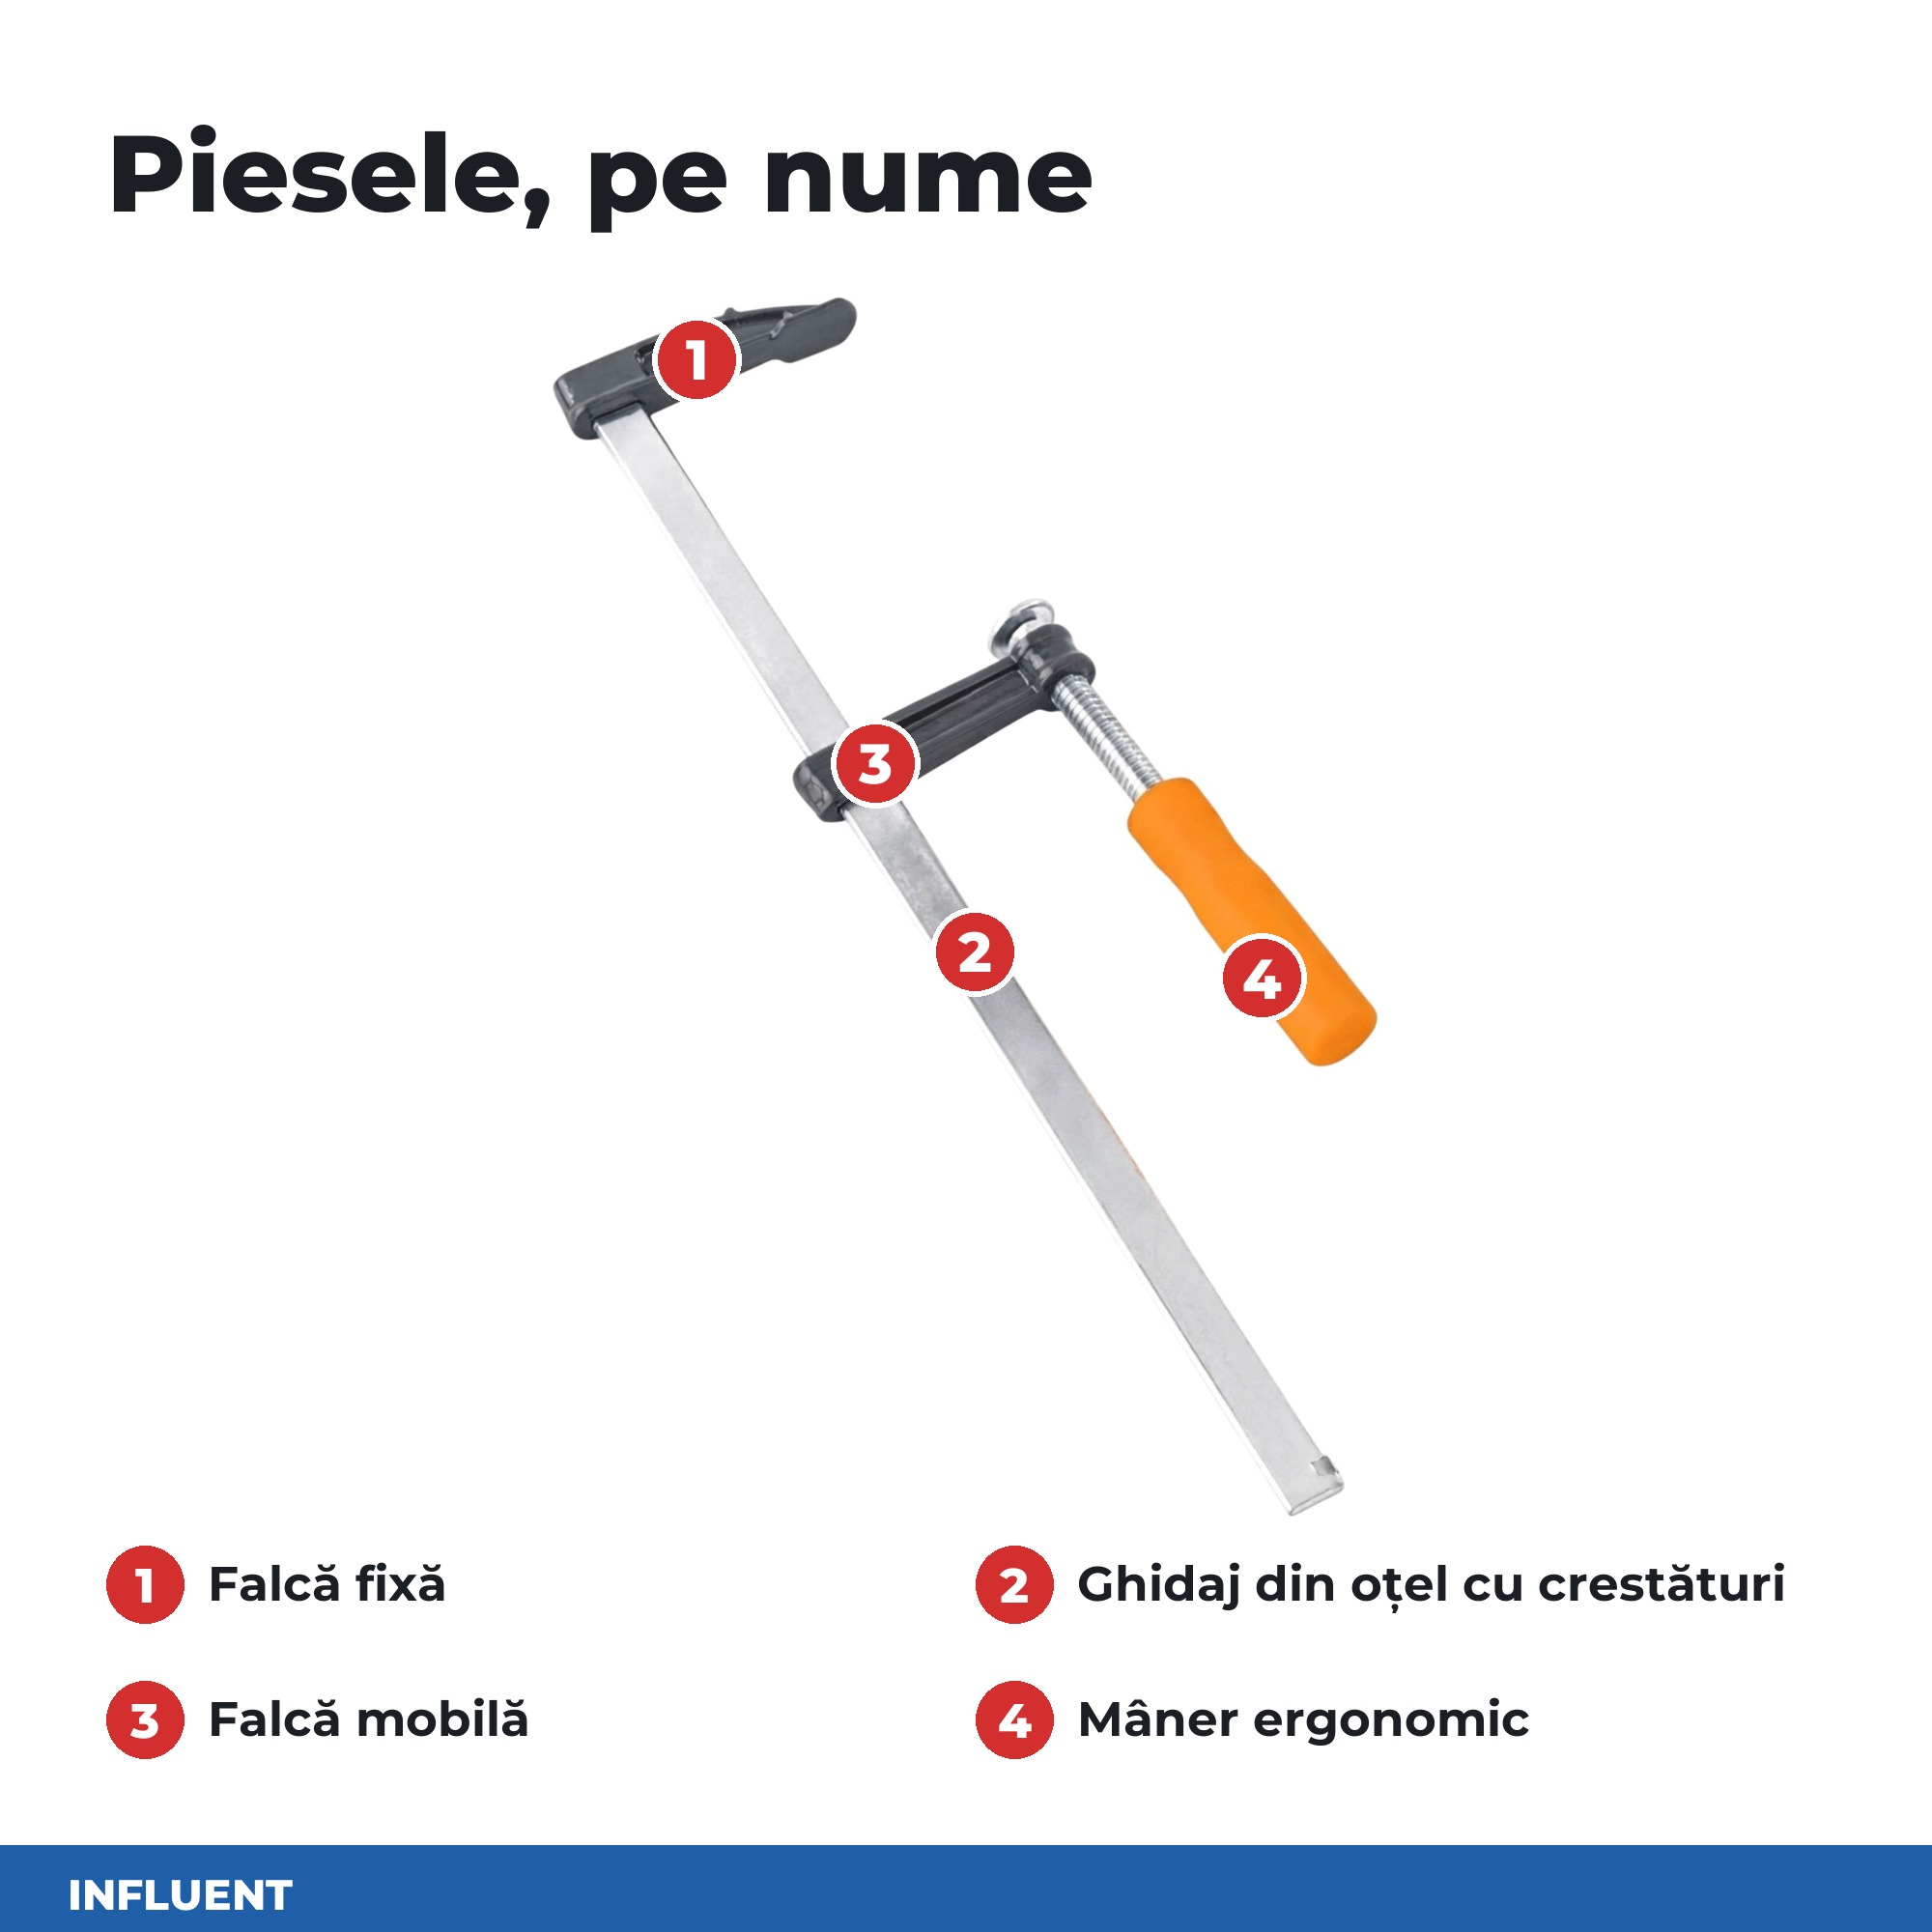 Piesele, pe nume
1
3
2
4
1 Falcă fixă
2 Ghidaj din oțel cu crestături
3 Falcă mobilă
4 Mâner ergonomic
INFLUENT